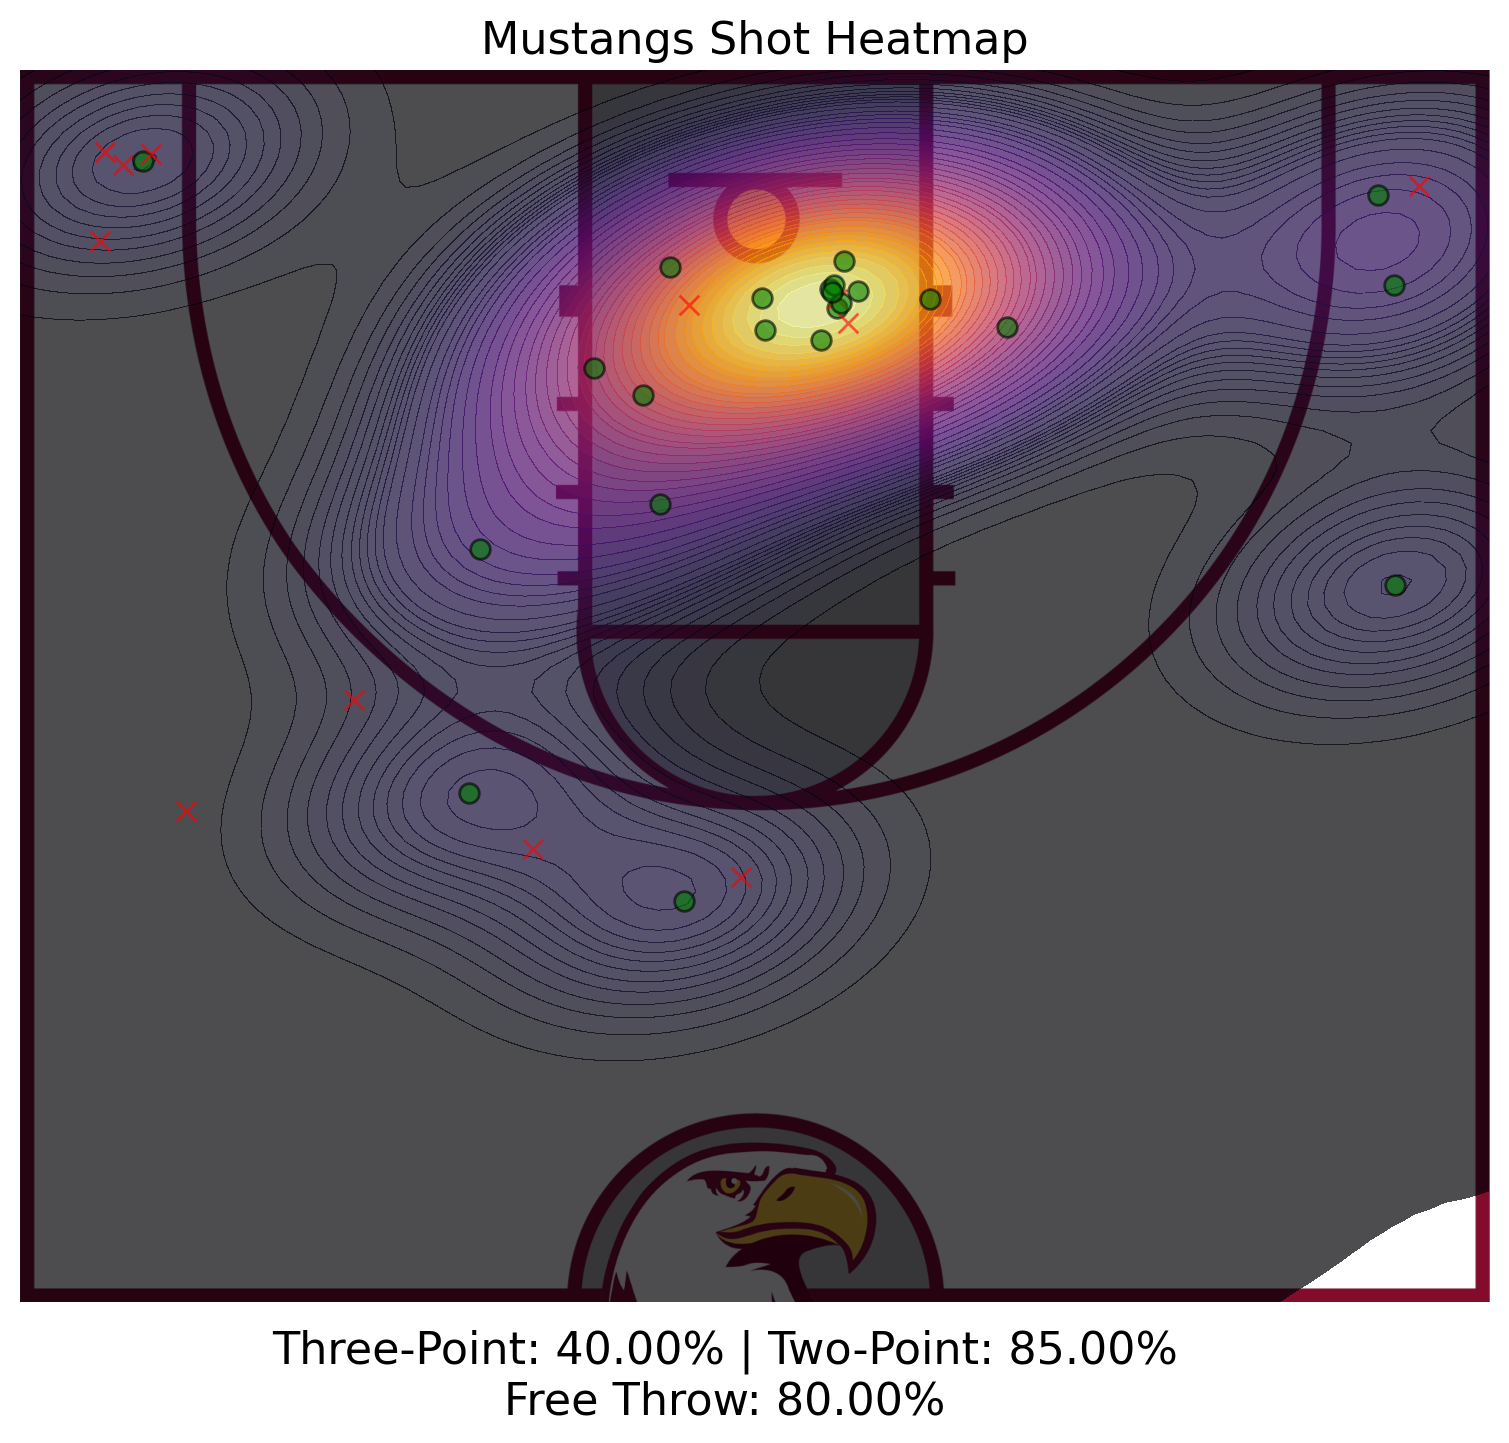 Mustangs Shot Heatmap
Three-Point: 40.00% | Two-Point: 85.00%
Free Throw: 80.00%